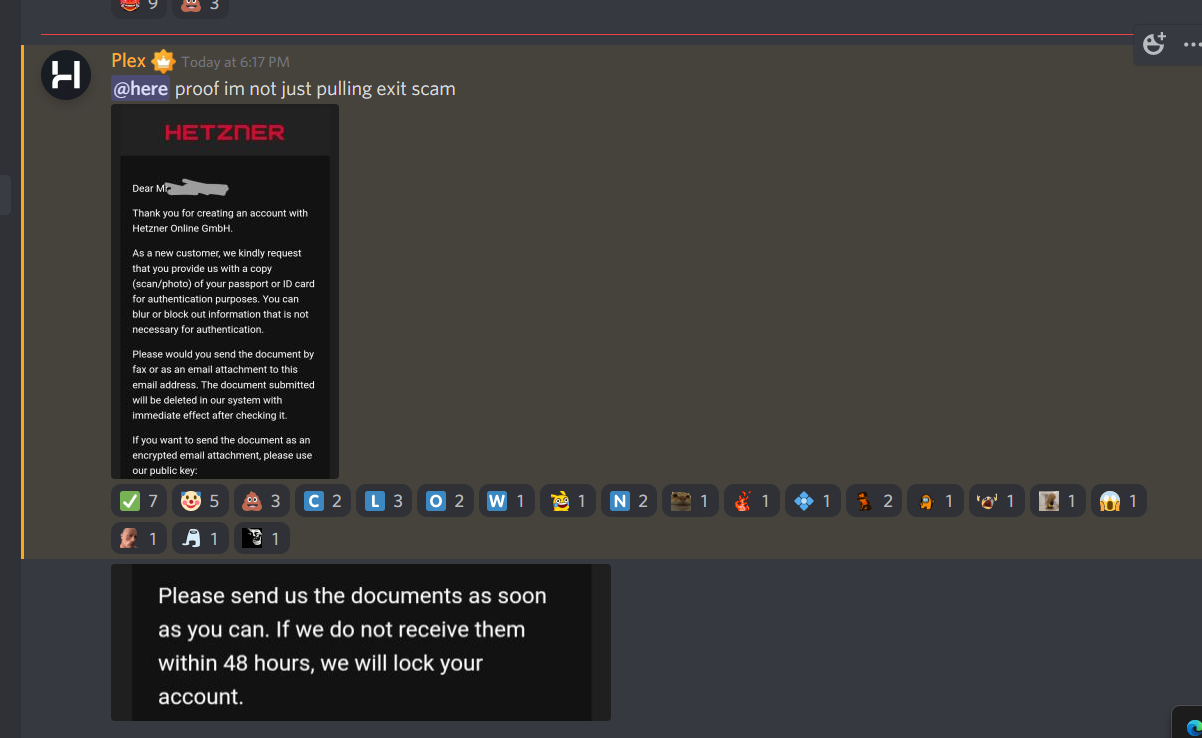 9 3
Plex Today at 6:17 PM
@here proof im not just pulling exit scam
HETZNER
Dear Mr
Thank you for creating an account with
Hetzner Online GmbH.
As a new customer, we kindly request
that you provide us with a copy
(scan/photo) of your passport or ID card
for authentication purposes. You can
blur or block out information that is not
necessary for authentication.
Please would you send the document by
fax or as an email attachment to this
email address. The document submitted
will be deleted in our system with
immediate effect after checking it.
If you want to send the document as an
encrypted email attachment, please use
our public key:
7 5 3 C 2 L 3 O 2 W 1 1 N 2 1 1 1 2 1 1 1 1
1 1 1
Please send us the documents as soon
as you can. If we do not receive them
within 48 hours, we will lock your
account.